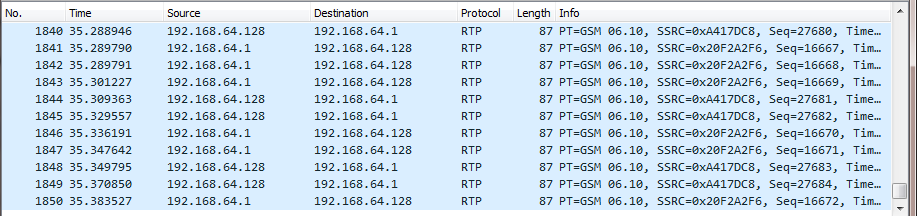 No. Time Source Destination Protocol Length Info
1840 35.288946 192.168.64.128 192.168.64.1 RTP 87 PT=GSM 06.10, SSRC=0xA417DC8, Seq=27680, Time…
1841 35.289790 192.168.64.1 192.168.64.128 RTP 87 PT=GSM 06.10, SSRC=0x20F2A2F6, Seq=16667, Tim…
1842 35.289791 192.168.64.1 192.168.64.128 RTP 87 PT=GSM 06.10, SSRC=0x20F2A2F6, Seq=16668, Tim…
1843 35.301227 192.168.64.1 192.168.64.128 RTP 87 PT=GSM 06.10, SSRC=0x20F2A2F6, Seq=16669, Tim…
1844 35.309363 192.168.64.128 192.168.64.1 RTP 87 PT=GSM 06.10, SSRC=0xA417DC8, Seq=27681, Time…
1845 35.329557 192.168.64.128 192.168.64.1 RTP 87 PT=GSM 06.10, SSRC=0xA417DC8, Seq=27682, Time…
1846 35.336191 192.168.64.1 192.168.64.128 RTP 87 PT=GSM 06.10, SSRC=0x20F2A2F6, Seq=16670, Tim…
1847 35.347642 192.168.64.1 192.168.64.128 RTP 87 PT=GSM 06.10, SSRC=0x20F2A2F6, Seq=16671, Tim…
1848 35.349795 192.168.64.128 192.168.64.1 RTP 87 PT=GSM 06.10, SSRC=0xA417DC8, Seq=27683, Time…
1849 35.370850 192.168.64.128 192.168.64.1 RTP 87 PT=GSM 06.10, SSRC=0xA417DC8, Seq=27684, Time…
1850 35.383527 192.168.64.1 192.168.64.128 RTP 87 PT=GSM 06.10, SSRC=0x20F2A2F6, Seq=16672, Tim…